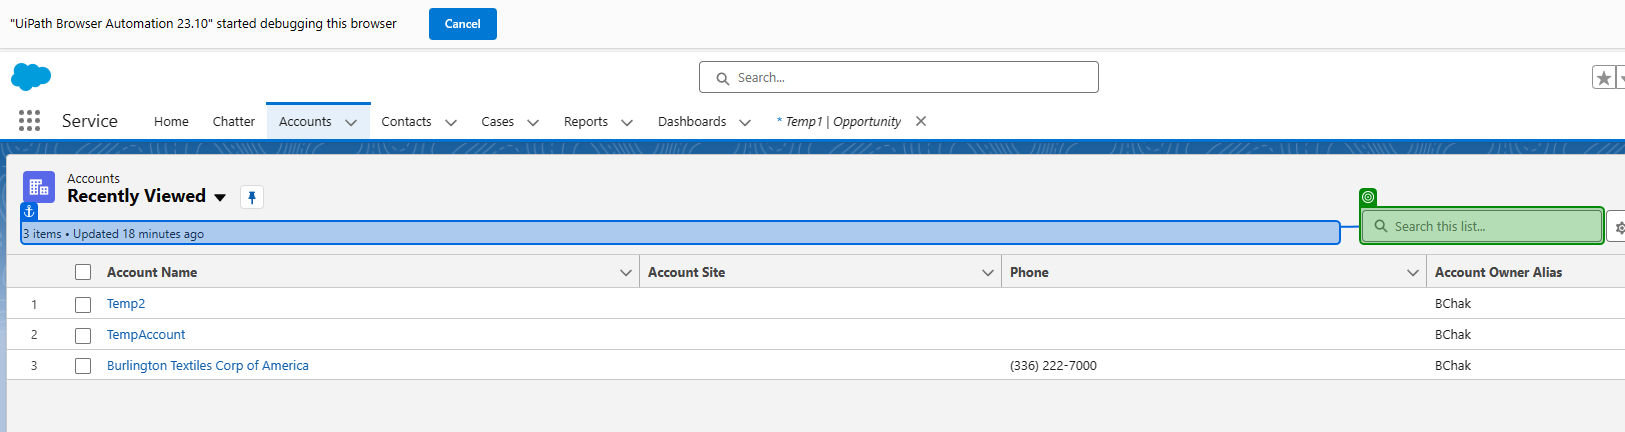 "UiPath Browser Automation 23.10" started debugging this browser Cancel
Search...
Service Home Chatter Accounts Contacts Cases Reports Dashboards * Temp1 | Opportunity
Accounts
Recently Viewed
3 items • Updated 18 minutes ago Search this list...
Account Name Account Site Phone Account Owner Alias
1 Temp2 BChak
2 TempAccount BChak
3 Burlington Textiles Corp of America (336) 222-7000 BChak